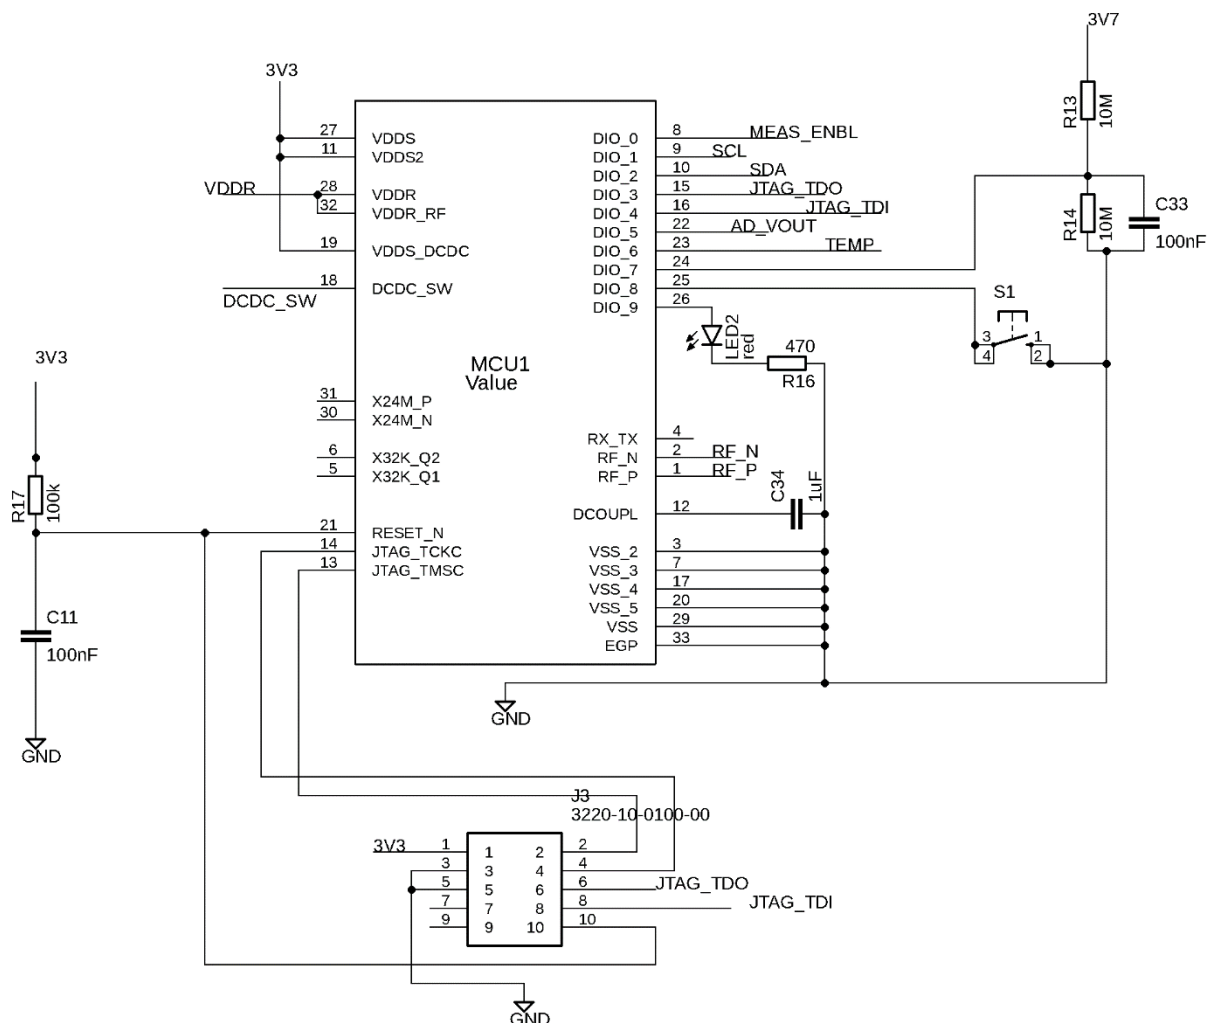 3V7
R13
10M
3V3
27 VDDS
11 VDDS2
VDDR 28 VDDR
32 VDDR_RF
19 VDDS_DCDC
18 DCDC_SW
DCDC_SW
DIO_0 8 MEAS_ENBL
DIO_1 9 SCL
DIO_2 10 SDA
DIO_3 15 JTAG_TDO
DIO_4 16 JTAG_TDI
DIO_5 22 AD_VOUT
DIO_6 23 TEMP
DIO_7 24
DIO_8 25
DIO_9 26
R14
10M
C33
100nF
S1
3 1
4 2
LED2
red
470
R16
MCU1
Value
3V3
R17
100k
31 X24M_P
30 X24M_N
6 X32K_Q2
5 X32K_Q1
21 RESET_N
14 JTAG_TCKC
13 JTAG_TMSC
RX_TX 4
RF_N 2 RF_N
RF_P 1 RF_P
C34
1uF
DCOUPL 12
VSS_2 3
VSS_3 7
VSS_4 17
VSS_5 20
VSS 29
EGP 33
C11
100nF
GND
GND
J3
3220-10-0100-00
3V3 1 1 2 2
3 3 4 4
5 5 6 6 JTAG_TDO
7 7 8 8 JTAG_TDI
9 9 10 10
GND